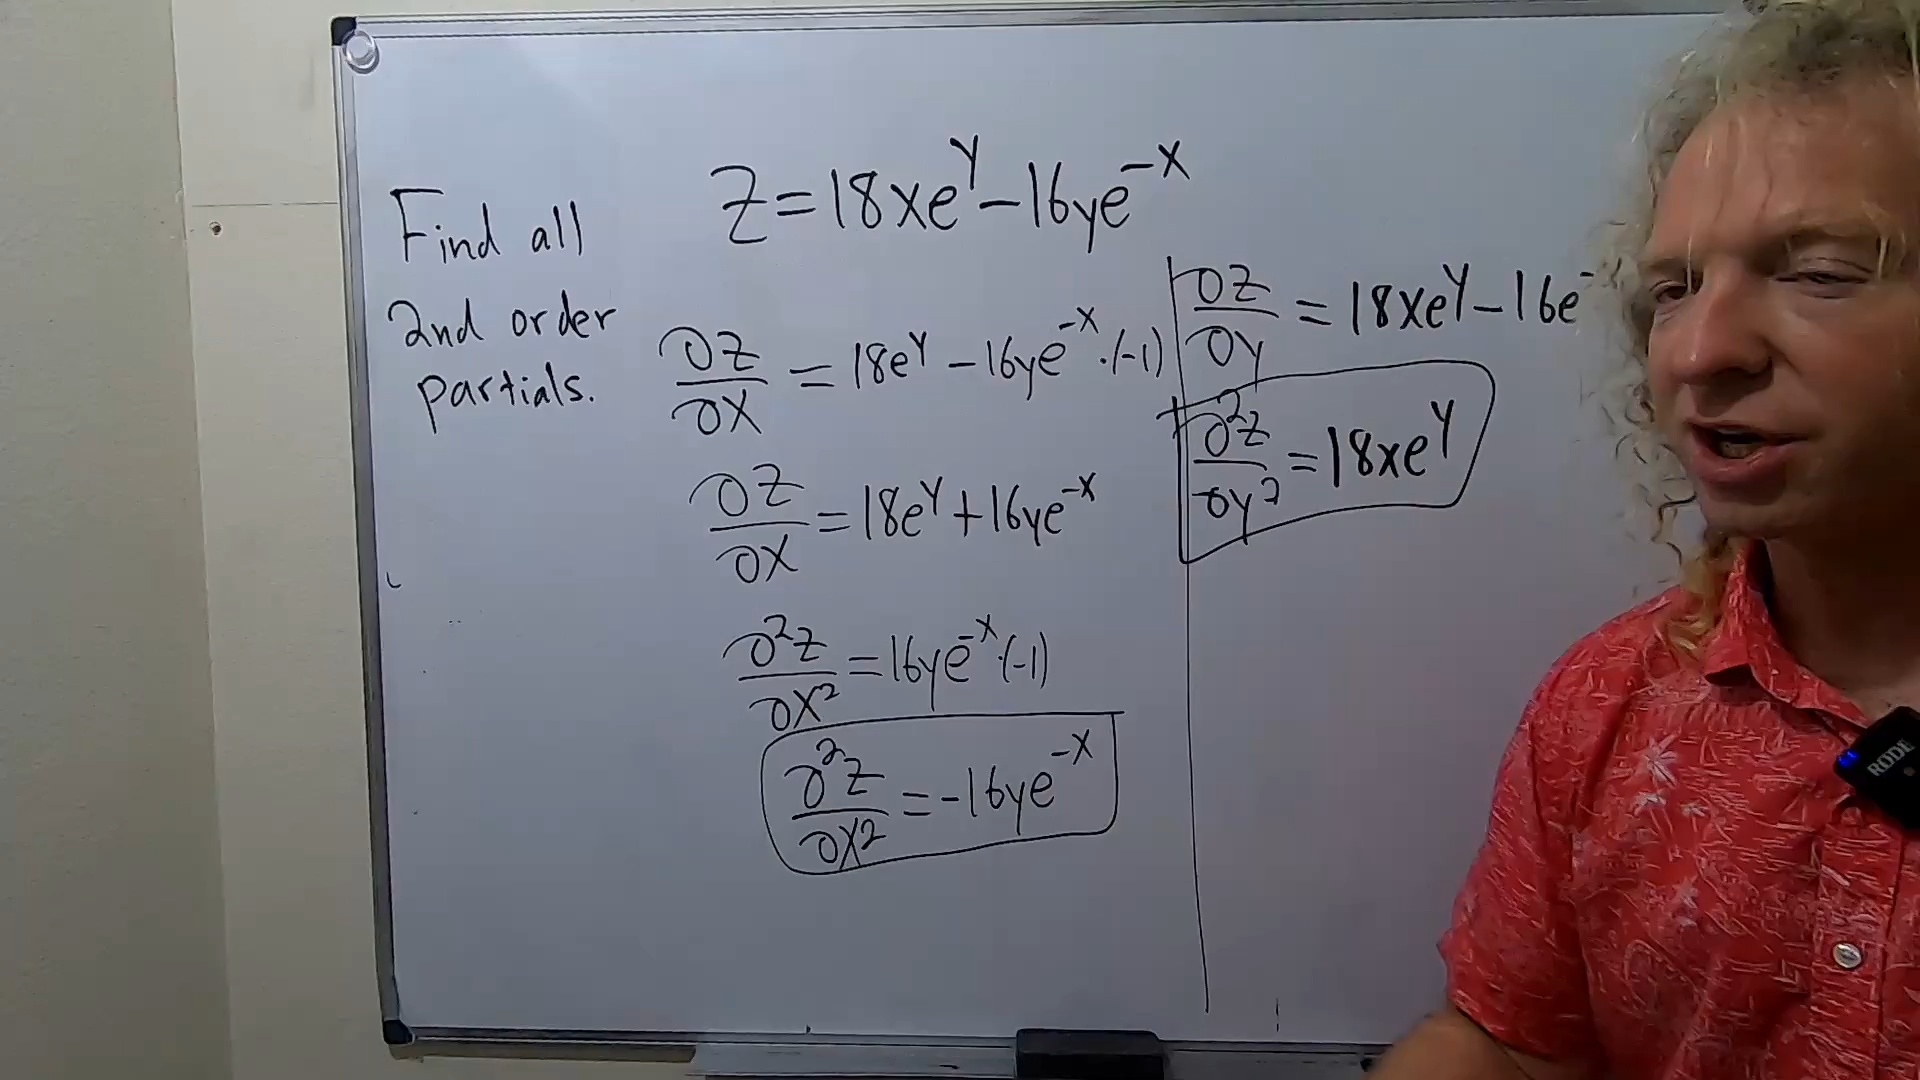 Find all
2nd order
partials.
z=18xe^y-16ye^-x
∂z/∂x = 18e^y - 16ye^-x·(-1)
∂z/∂x = 18e^y + 16ye^-x
∂²z/∂x² = 16ye^-x·(-1)
∂²z/∂x² = -16ye^-x
∂z/∂y = 18xe^y - 16e^-
∂²z/∂y² = 18xe^y
RODE